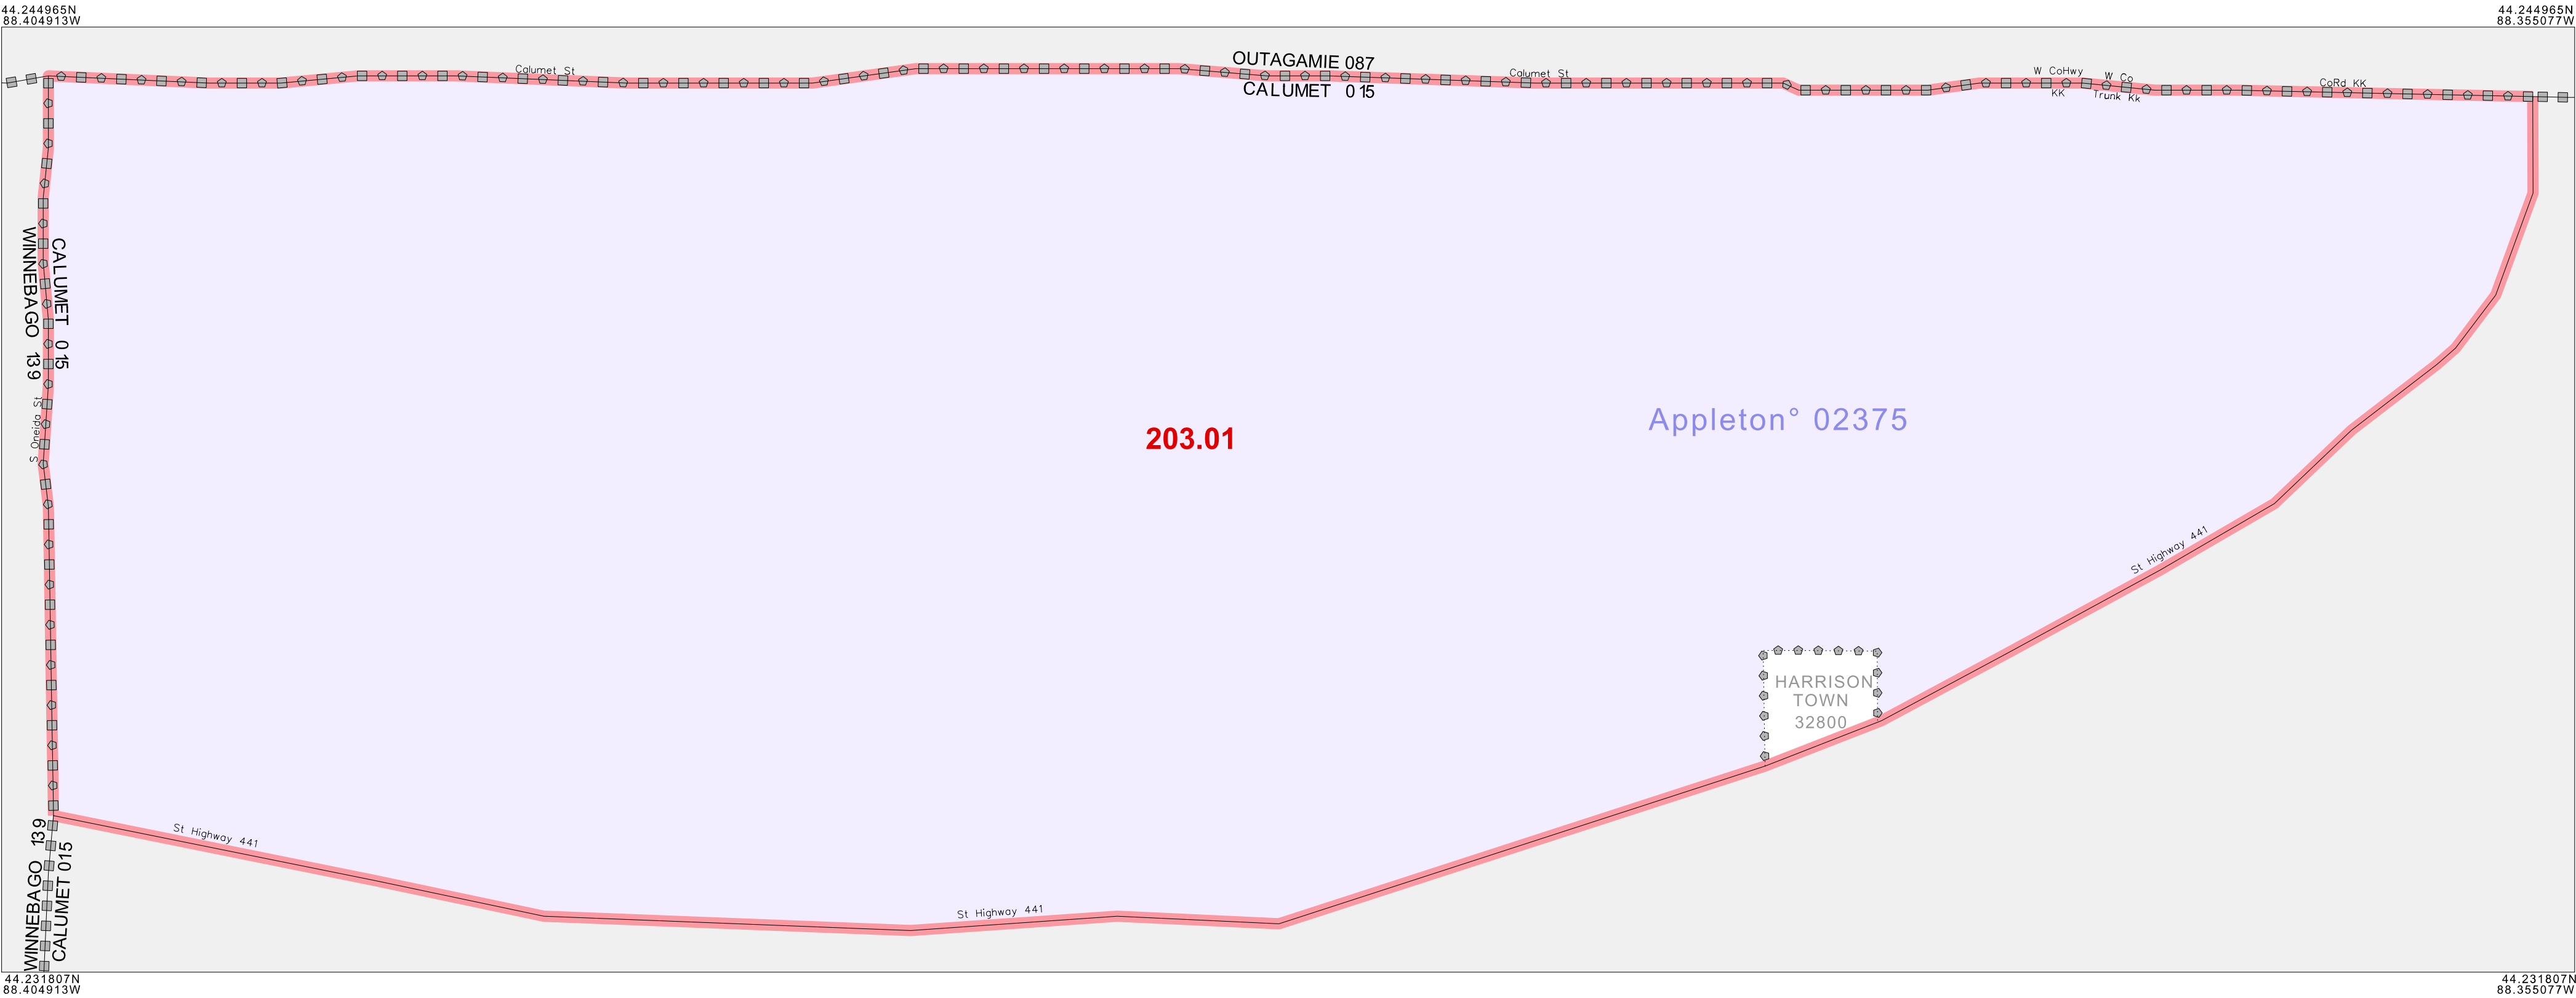 44.244965N
88.404913W
44.244965N
88.355077W
OUTAGAMIE 087
CALUMET 015
Calumet St
Calumet St
W CoHwy
KK
W Co
Trunk Kk
CoRd KK
WINNEBAGO 139
CALUMET 015
S Oneida St
203.01
Appleton° 02375
St Highway 441
HARRISON
TOWN
32800
St Highway 441
St Highway 441
WINNEBAGO 139
CALUMET 015
44.231807N
88.404913W
44.231807N
88.355077W